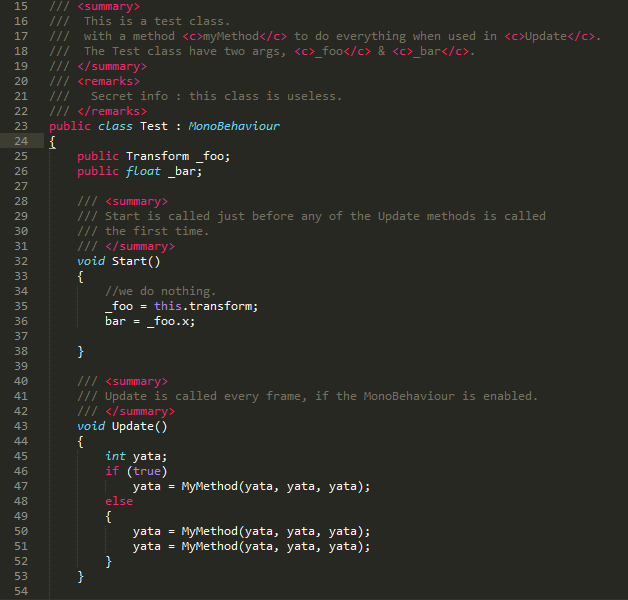 15 /// <summary>
16 ///  This is a test class.
17 ///  with a method <c>myMethod</c> to do everything when used in <c>Update</c>.
18 ///  The Test class have two args, <c>_foo</c> & <c>_bar</c>.
19 /// </summary>
20 /// <remarks>
21 ///   Secret info : this class is useless.
22 /// </remarks>
23 public class Test : MonoBehaviour
24 {
25     public Transform _foo;
26     public float _bar;
27
28     /// <summary>
29     /// Start is called just before any of the Update methods is called
30     /// the first time.
31     /// </summary>
32     void Start()
33     {
34         //we do nothing.
35         _foo = this.transform;
36         bar = _foo.x;
37
38     }
39
40     /// <summary>
41     /// Update is called every frame, if the MonoBehaviour is enabled.
42     /// </summary>
43     void Update()
44     {
45         int yata;
46         if (true)
47             yata = MyMethod(yata, yata, yata);
48         else
49         {
50             yata = MyMethod(yata, yata, yata);
51             yata = MyMethod(yata, yata, yata);
52         }
53     }
54